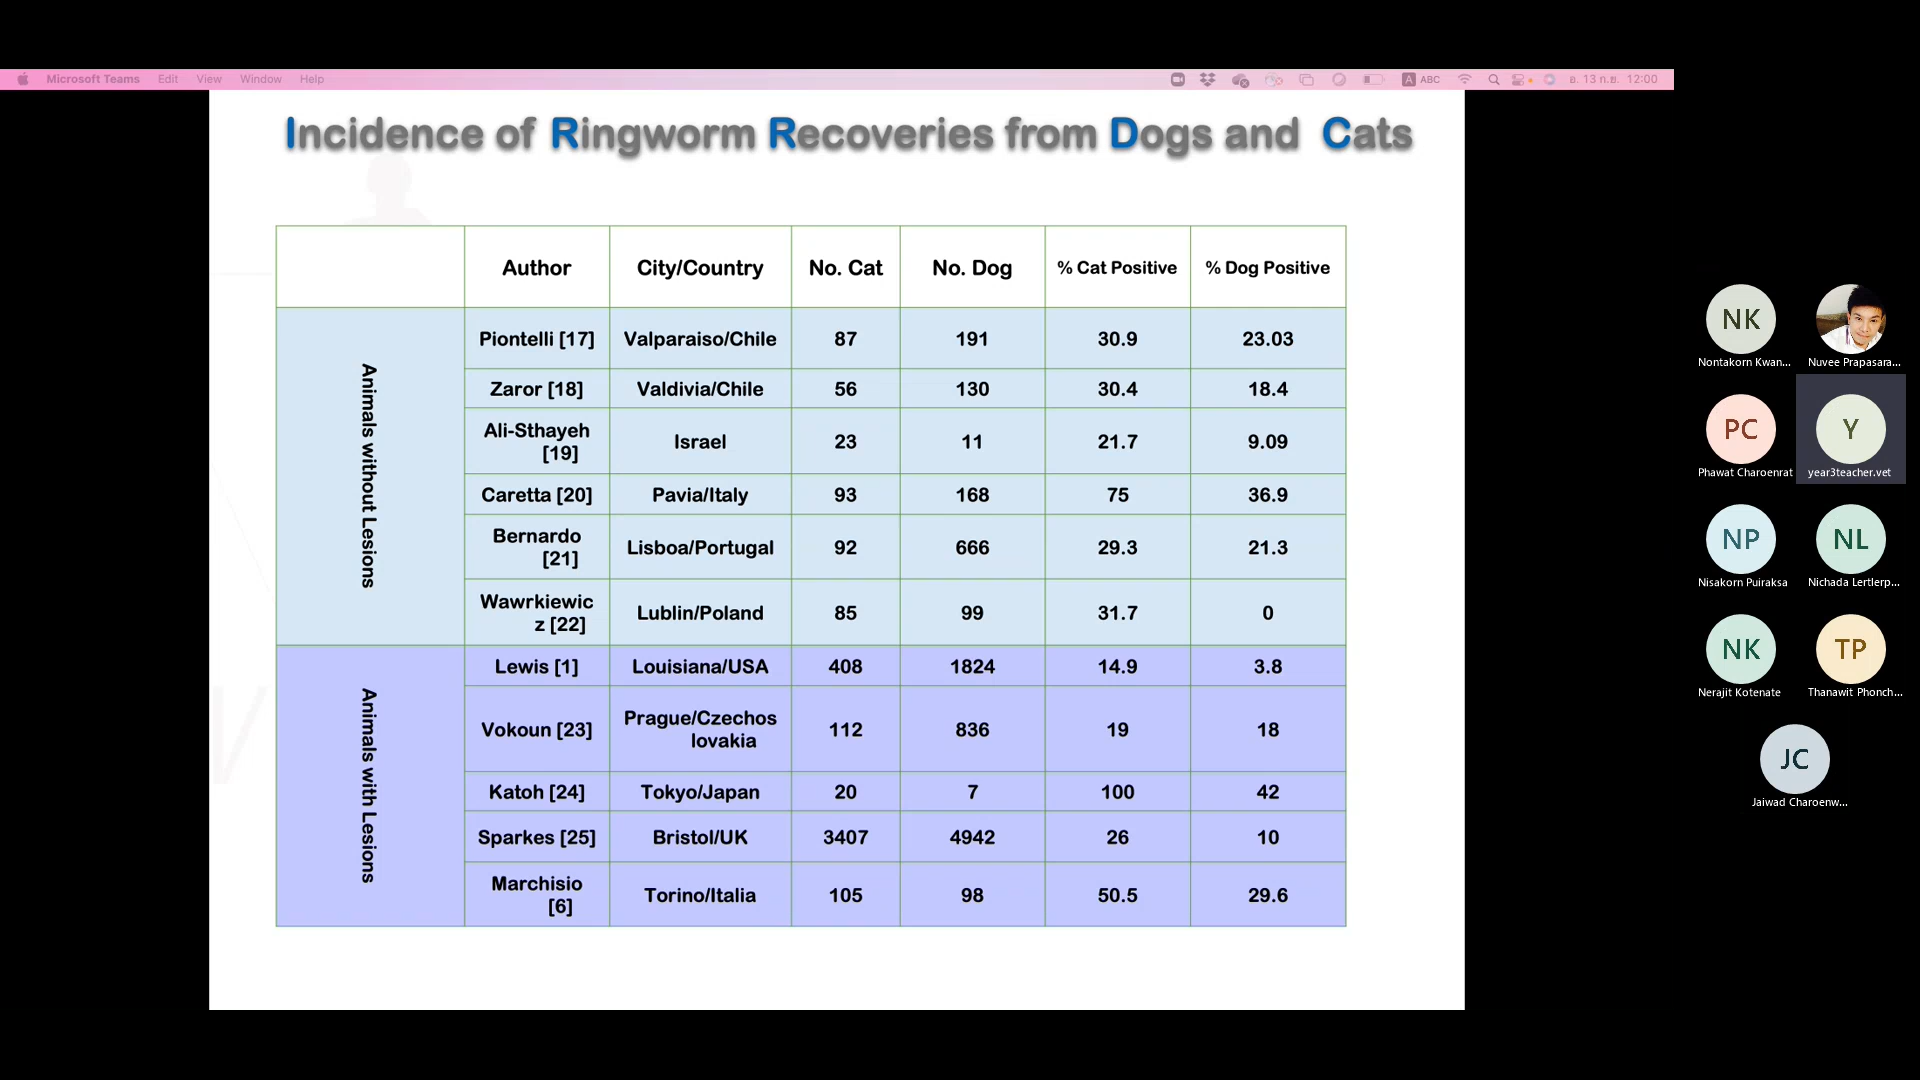 Microsoft Teams Edit View Window Help
A ABC อ. 13 ก.ย. 12:00
Incidence of Ringworm Recoveries from Dogs and Cats
Author City/Country No. Cat No. Dog % Cat Positive % Dog Positive
Animals without Lesions
Piontelli [17] Valparaiso/Chile 87 191 30.9 23.03
Zaror [18] Valdivia/Chile 56 130 30.4 18.4
Ali-Sthayeh
[19] Israel 23 11 21.7 9.09
Caretta [20] Pavia/Italy 93 168 75 36.9
Bernardo
[21] Lisboa/Portugal 92 666 29.3 21.3
Wawrkiewic
z [22] Lublin/Poland 85 99 31.7 0
Animals with Lesions
Lewis [1] Louisiana/USA 408 1824 14.9 3.8
Vokoun [23] Prague/Czechos
lovakia 112 836 19 18
Katoh [24] Tokyo/Japan 20 7 100 42
Sparkes [25] Bristol/UK 3407 4942 26 10
Marchisio
[6] Torino/Italia 105 98 50.5 29.6
NK
Nontakorn Kwan...
Nuvee Prapasara...
PC
Phawat Charoenrat
Y
year3teacher.vet
NP
Nisakorn Puiraksa
NL
Nichada Lertlerp...
NK
Nerajit Kotenate
TP
Thanawit Phonch...
JC
Jaiwad Charoenw...